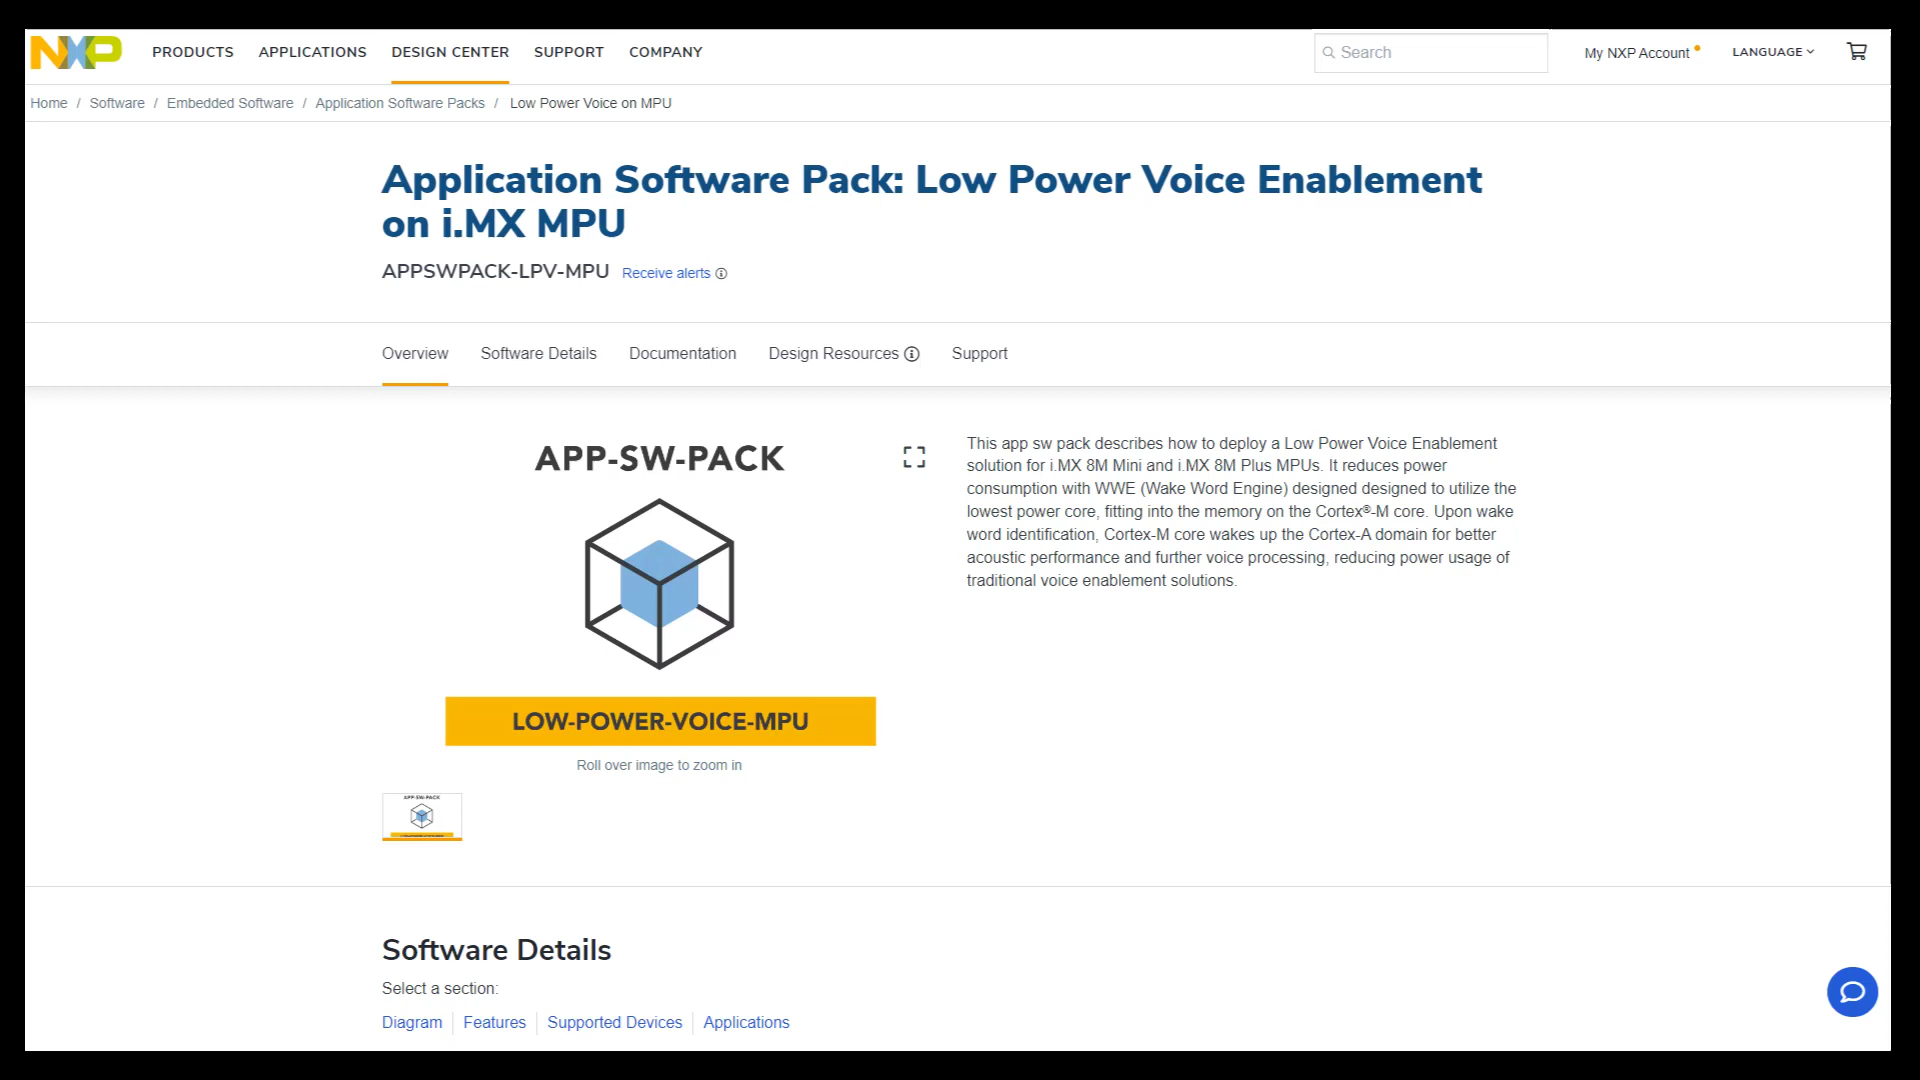 NXP PRODUCTS APPLICATIONS DESIGN CENTER SUPPORT COMPANY Search My NXP Account LANGUAGE
Home / Software / Embedded Software / Application Software Packs / Low Power Voice on MPU
Application Software Pack: Low Power Voice Enablement
on i.MX MPU
APPSWPACK-LPV-MPU Receive alerts
Overview Software Details Documentation Design Resources Support
APP-SW-PACK
LOW-POWER-VOICE-MPU
Roll over image to zoom in
APP-SW-PACK
This app sw pack describes how to deploy a Low Power Voice Enablement
solution for i.MX 8M Mini and i.MX 8M Plus MPUs. It reduces power
consumption with WWE (Wake Word Engine) designed designed to utilize the
lowest power core, fitting into the memory on the Cortex®-M core. Upon wake
word identification, Cortex-M core wakes up the Cortex-A domain for better
acoustic performance and further voice processing, reducing power usage of
traditional voice enablement solutions.
Software Details
Select a section:
Diagram Features Supported Devices Applications